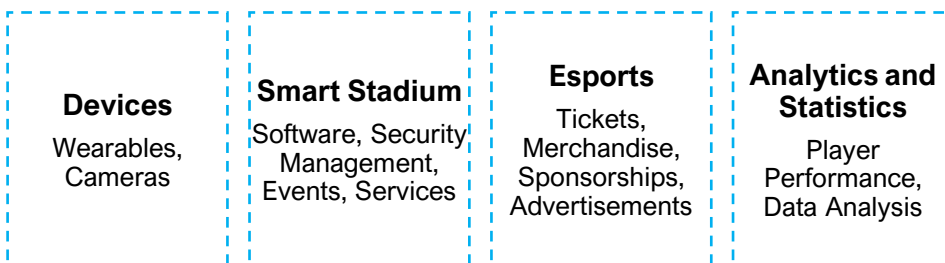 Devices
Wearables,
Cameras
Smart Stadium
Software, Security
Management,
Events, Services
Esports
Tickets,
Merchandise,
Sponsorships,
Advertisements
Analytics and
Statistics
Player
Performance,
Data Analysis